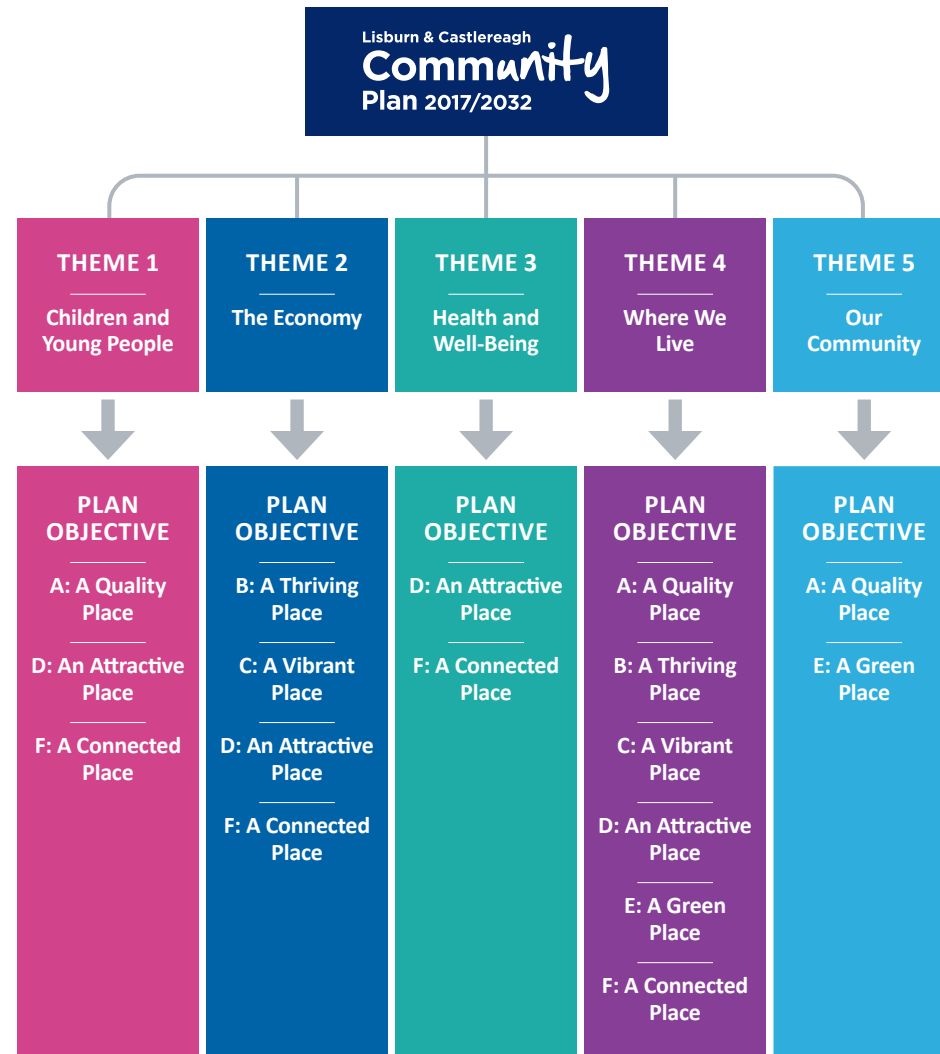 Lisburn & Castlereagh
Community
Plan 2017/2032
THEME 1
Children and
Young People
THEME 2
The Economy
THEME 3
Health and
Well-Being
THEME 4
Where We
Live
THEME 5
Our
Community
PLAN
OBJECTIVE
A: A Quality
Place
D: An Attractive
Place
F: A Connected
Place
PLAN
OBJECTIVE
B: A Thriving
Place
C: A Vibrant
Place
D: An Attractive
Place
F: A Connected
Place
PLAN
OBJECTIVE
D: An Attractive
Place
F: A Connected
Place
PLAN
OBJECTIVE
A: A Quality
Place
B: A Thriving
Place
C: A Vibrant
Place
D: An Attractive
Place
E: A Green
Place
F: A Connected
Place
PLAN
OBJECTIVE
A: A Quality
Place
E: A Green
Place